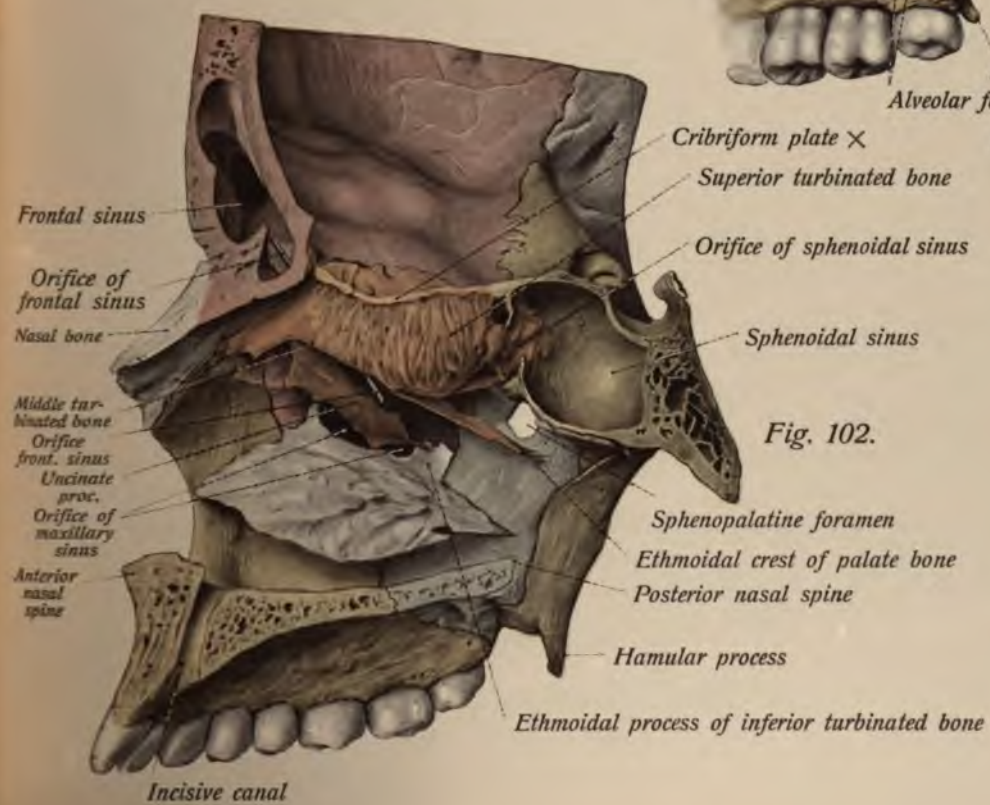 Alveolar
Cribriform plate ×
Superior turbinated bone
Orifice of sphenoidal sinus
Sphenoidal sinus
Fig. 102.
Sphenopalatine foramen
Ethmoidal crest of palate bone
Posterior nasal spine
Hamular process
Ethmoidal process of inferior turbinated bone
Frontal sinus
Orifice of
frontal sinus
Nasal bone
Middle tur-
binated bone
Orifice
front. sinus
Uncinate
proc.
Orifice of
maxillary
sinus
Anterior
nasal
spine
Incisive canal